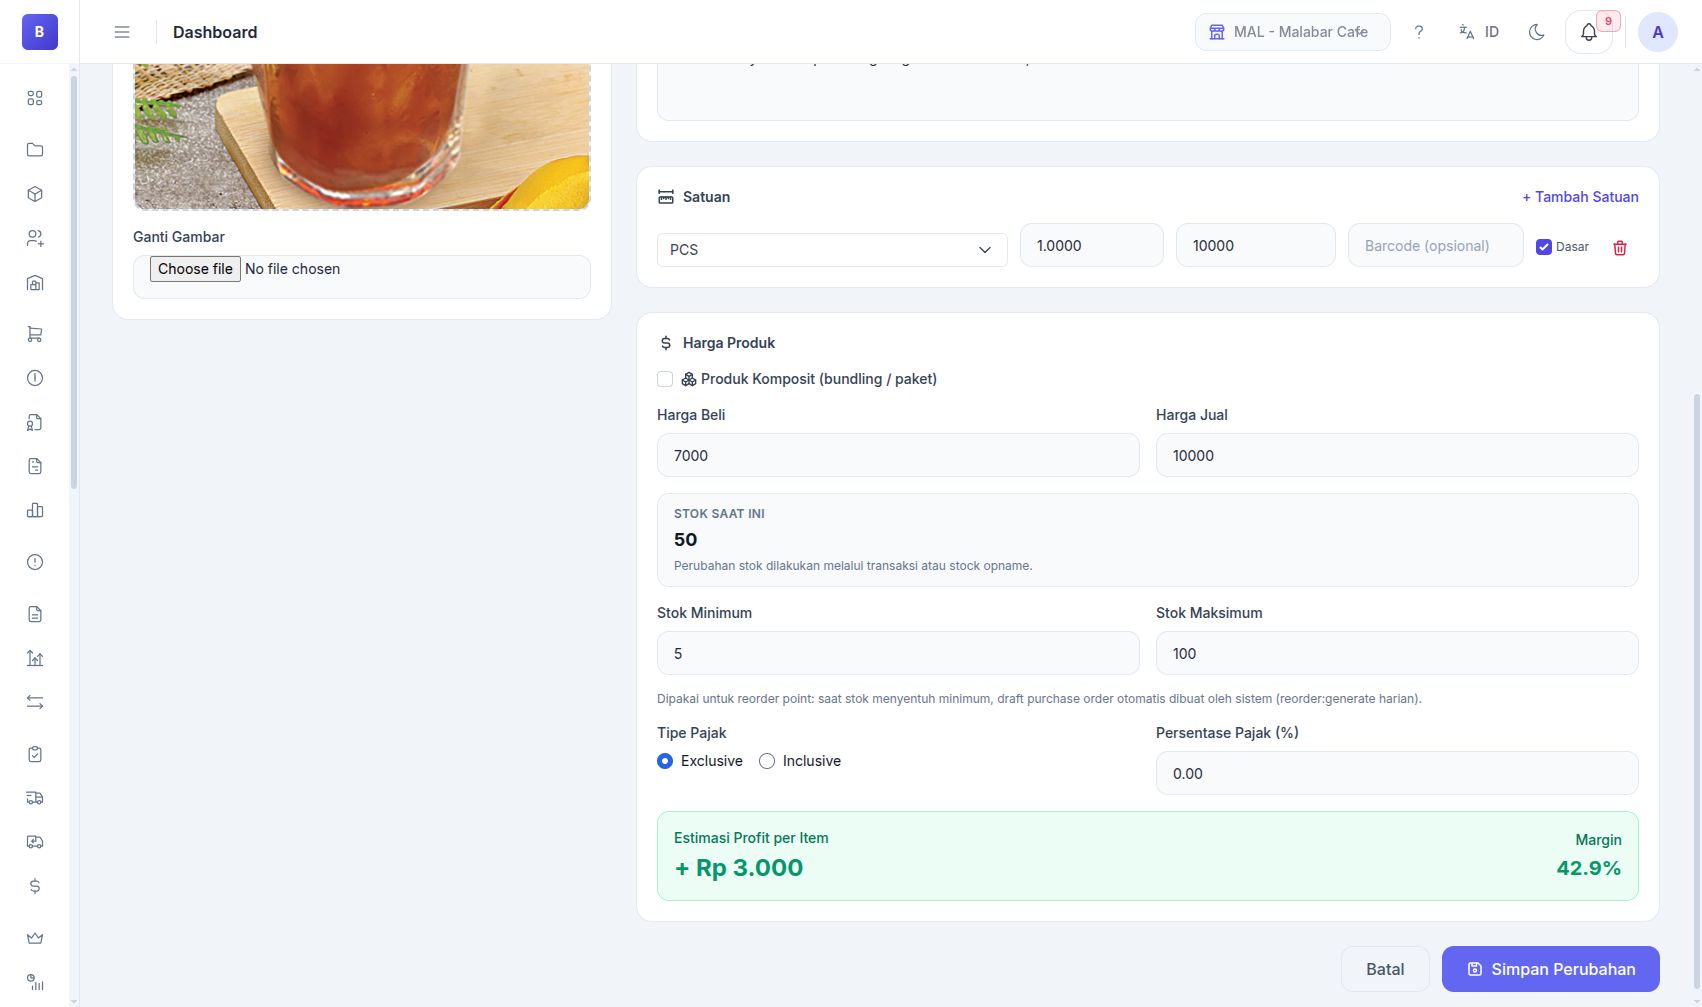 B
Dashboard
MAL - Malabar Cafe
?
ID
9
A
Ganti Gambar
Choose file No file chosen
Satuan
+ Tambah Satuan
PCS
1.0000
10000
Barcode (opsional)
Dasar
$ Harga Produk
Produk Komposit (bundling / paket)
Harga Beli
Harga Jual
7000
10000
STOK SAAT INI
50
Perubahan stok dilakukan melalui transaksi atau stock opname.
Stok Minimum
Stok Maksimum
5
100
Dipakai untuk reorder point: saat stok menyentuh minimum, draft purchase order otomatis dibuat oleh sistem (reorder:generate harian).
Tipe Pajak
Persentase Pajak (%)
Exclusive
Inclusive
0.00
Estimasi Profit per Item
Margin
+ Rp 3.000
42.9%
Batal
Simpan Perubahan